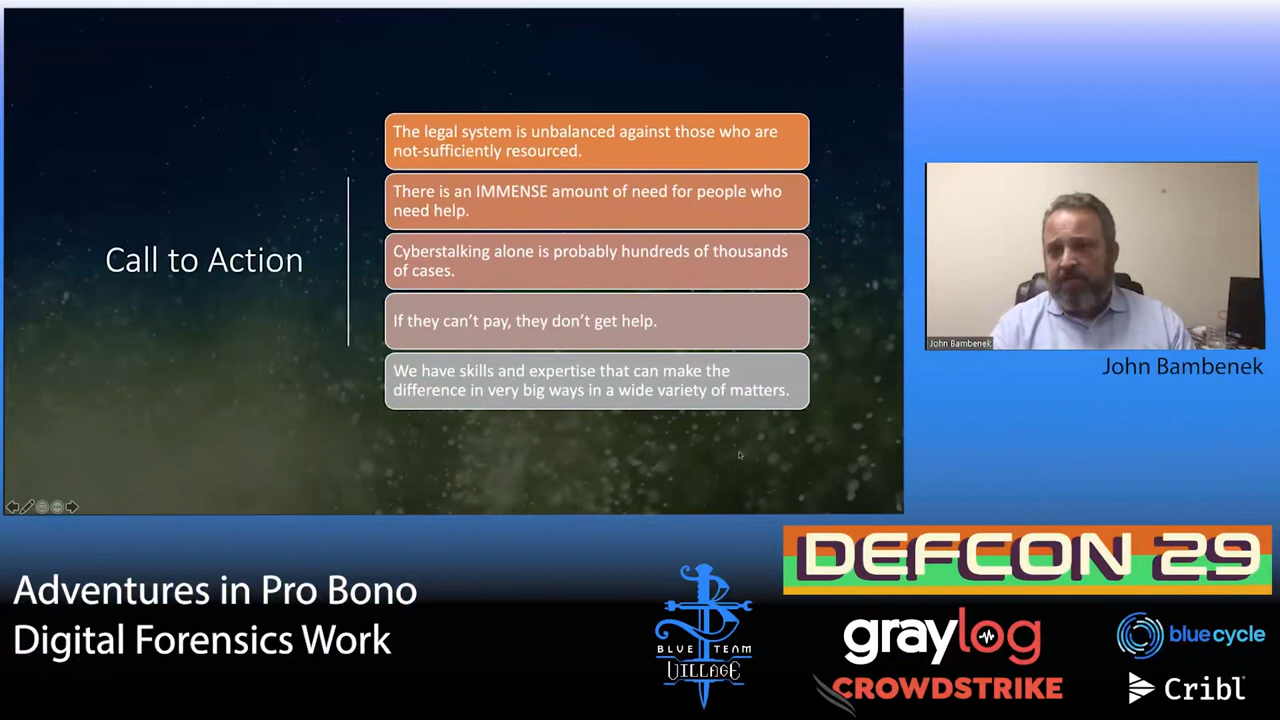 Call to Action
The legal system is unbalanced against those who are
not-sufficiently resourced.
There is an IMMENSE amount of need for people who
need help.
Cyberstalking alone is probably hundreds of thousands
of cases.
If they can’t pay, they don’t get help.
We have skills and expertise that can make the
difference in very big ways in a wide variety of matters.
John Bambenek
John Bambenek
Adventures in Pro Bono
Digital Forensics Work
BLUE TEAM
VILLAGE
DEFCON 29
graylog
bluecycle
CROWDSTRIKE
Cribl